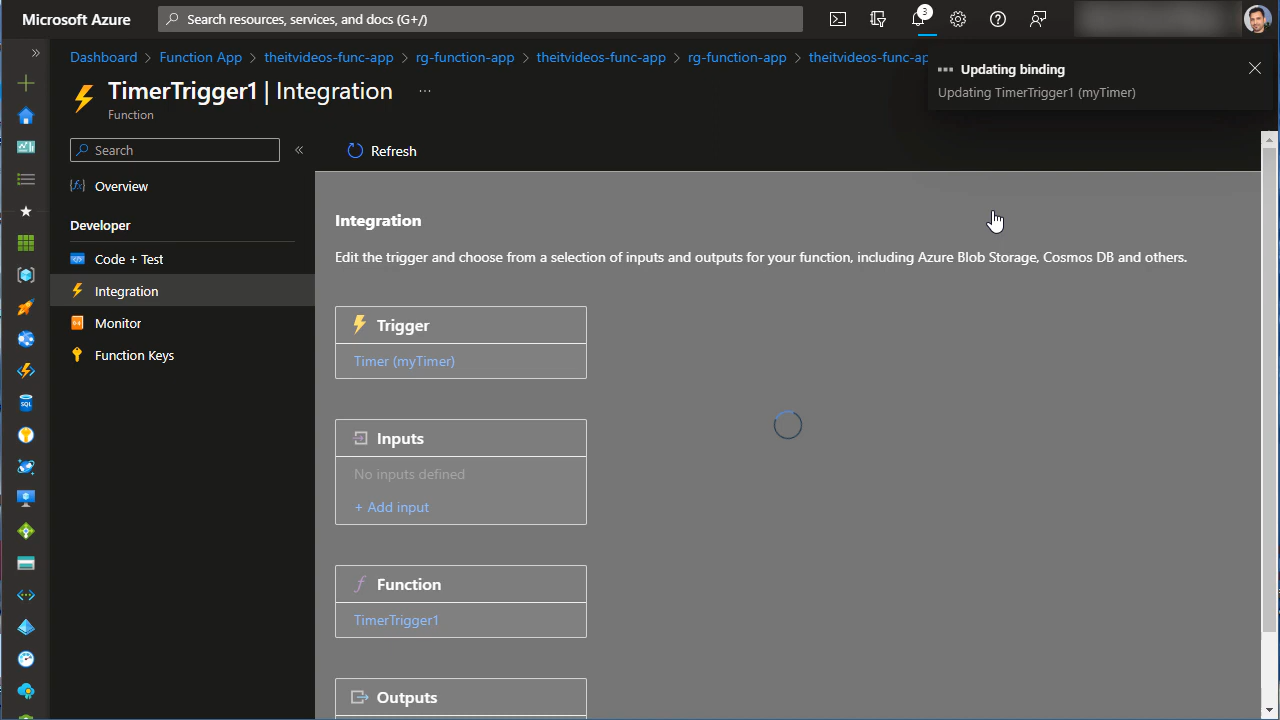 Microsoft Azure
Search resources, services, and docs (G+/)
3
Dashboard > Function App > theitvideos-func-app > rg-function-app > theitvideos-func-app > rg-function-app > theitvideos-func-ap
Updating binding
Updating TimerTrigger1 (myTimer)
TimerTrigger1 | Integration ...
Function
Search
Refresh
Overview
Developer
Code + Test
Integration
Monitor
Function Keys
Integration
Edit the trigger and choose from a selection of inputs and outputs for your function, including Azure Blob Storage, Cosmos DB and others.
Trigger
Timer (myTimer)
Inputs
No inputs defined
+ Add input
Function
TimerTrigger1
Outputs
SQL